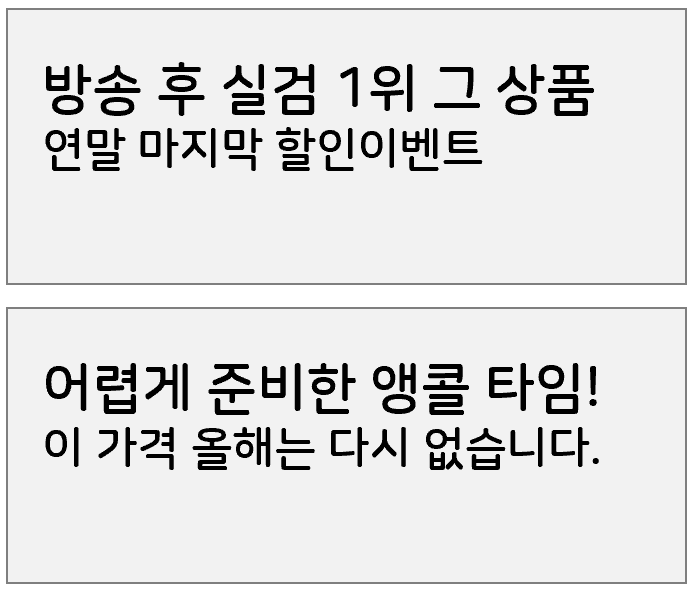 방송 후 실검 1위 그 상품
연말 마지막 할인이벤트
어렵게 준비한 앵콜 타임!
이 가격 올해는 다시 없습니다.